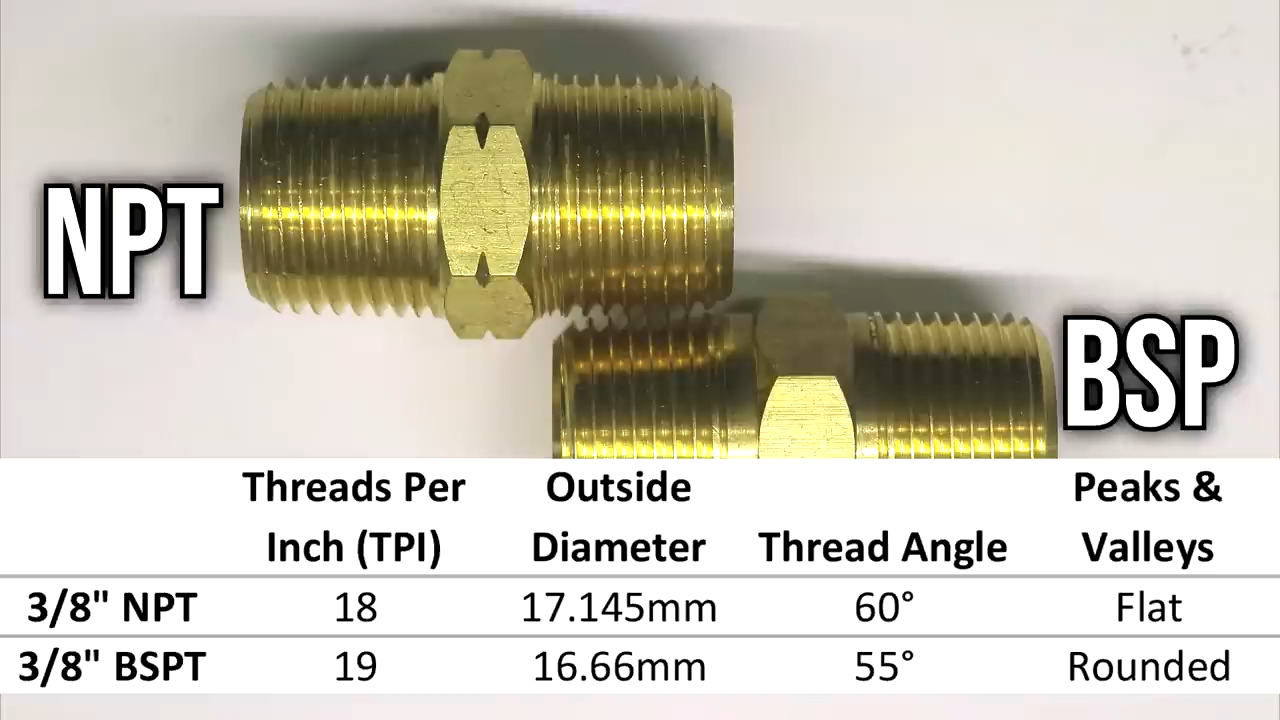 NPT
BSP
Threads Per Inch (TPI) Outside Diameter Thread Angle Peaks & Valleys
3/8" NPT 18 17.145mm 60° Flat
3/8" BSPT 19 16.66mm 55° Rounded